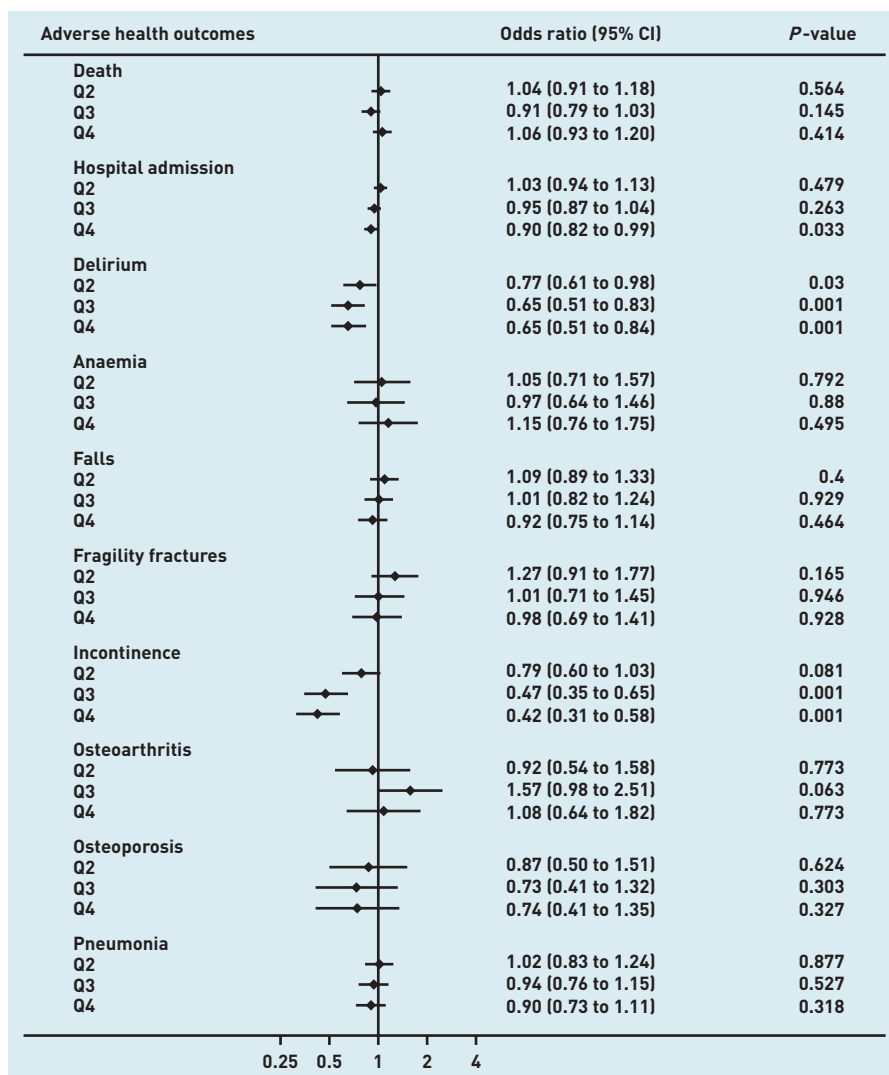 Adverse health outcomes Odds ratio (95% CI) P-value
Death
Q2 1.04 (0.91 to 1.18) 0.564
Q3 0.91 (0.79 to 1.03) 0.145
Q4 1.06 (0.93 to 1.20) 0.414
Hospital admission
Q2 1.03 (0.94 to 1.13) 0.479
Q3 0.95 (0.87 to 1.04) 0.263
Q4 0.90 (0.82 to 0.99) 0.033
Delirium
Q2 0.77 (0.61 to 0.98) 0.03
Q3 0.65 (0.51 to 0.83) 0.001
Q4 0.65 (0.51 to 0.84) 0.001
Anaemia
Q2 1.05 (0.71 to 1.57) 0.792
Q3 0.97 (0.64 to 1.46) 0.88
Q4 1.15 (0.76 to 1.75) 0.495
Falls
Q2 1.09 (0.89 to 1.33) 0.4
Q3 1.01 (0.82 to 1.24) 0.929
Q4 0.92 (0.75 to 1.14) 0.464
Fragility fractures
Q2 1.27 (0.91 to 1.77) 0.165
Q3 1.01 (0.71 to 1.45) 0.946
Q4 0.98 (0.69 to 1.41) 0.928
Incontinence
Q2 0.79 (0.60 to 1.03) 0.081
Q3 0.47 (0.35 to 0.65) 0.001
Q4 0.42 (0.31 to 0.58) 0.001
Osteoarthritis
Q2 0.92 (0.54 to 1.58) 0.773
Q3 1.57 (0.98 to 2.51) 0.063
Q4 1.08 (0.64 to 1.82) 0.773
Osteoporosis
Q2 0.87 (0.50 to 1.51) 0.624
Q3 0.73 (0.41 to 1.32) 0.303
Q4 0.74 (0.41 to 1.35) 0.327
Pneumonia
Q2 1.02 (0.83 to 1.24) 0.877
Q3 0.94 (0.76 to 1.15) 0.527
Q4 0.90 (0.73 to 1.11) 0.318
0.25 0.5 1 2 4